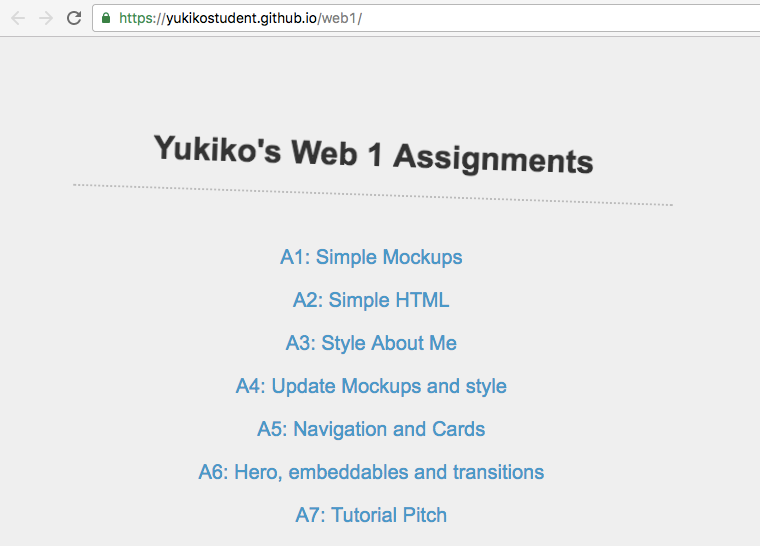 https://yukikostudent.github.io/web1/
Yukiko's Web 1 Assignments
A1: Simple Mockups
A2: Simple HTML
A3: Style About Me
A4: Update Mockups and style
A5: Navigation and Cards
A6: Hero, embeddables and transitions
A7: Tutorial Pitch